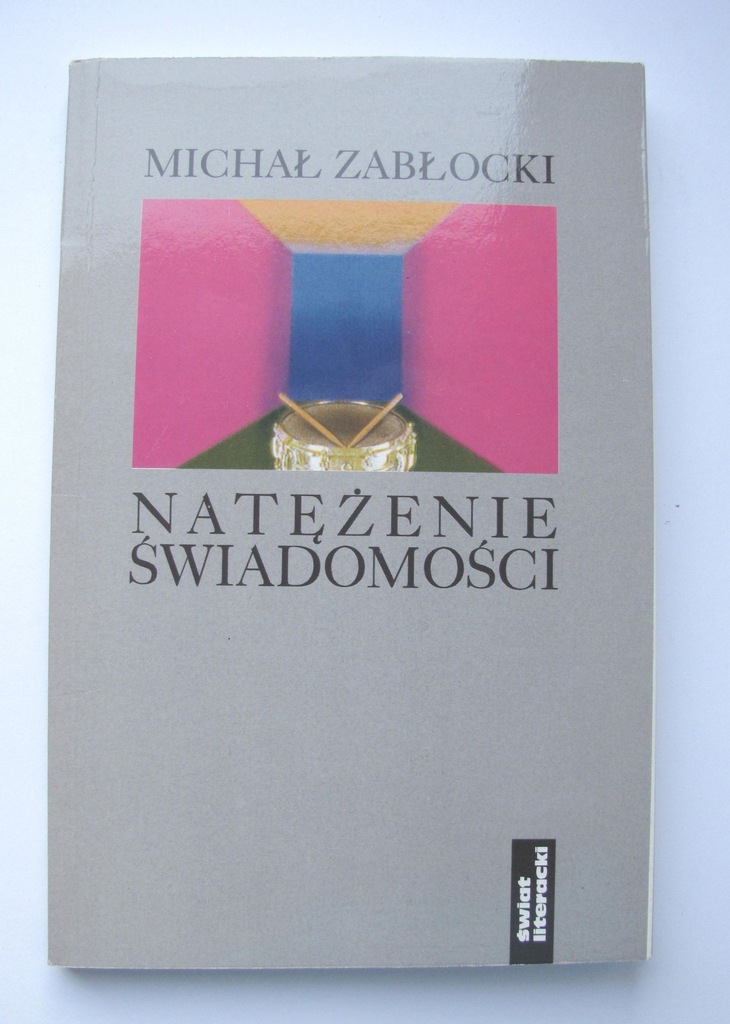 MICHAŁ ZABŁOCKI
NATĘŻENIE
ŚWIADOMOŚCI
świat
literacki